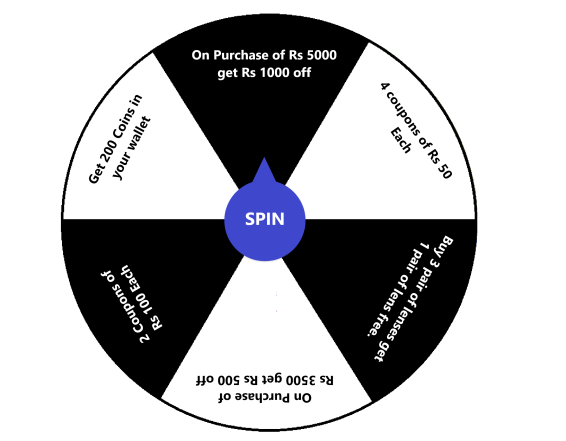 On Purchase of Rs 5000
get Rs 1000 off
4 coupons of Rs 50
Each
Buy 3 pair of lenses get
1 pair of lens free.
On Purchase of
Rs 3500 get Rs 500 off
2 Coupons of
Rs 100 Each
Get 200 Coins in
your wallet
SPIN